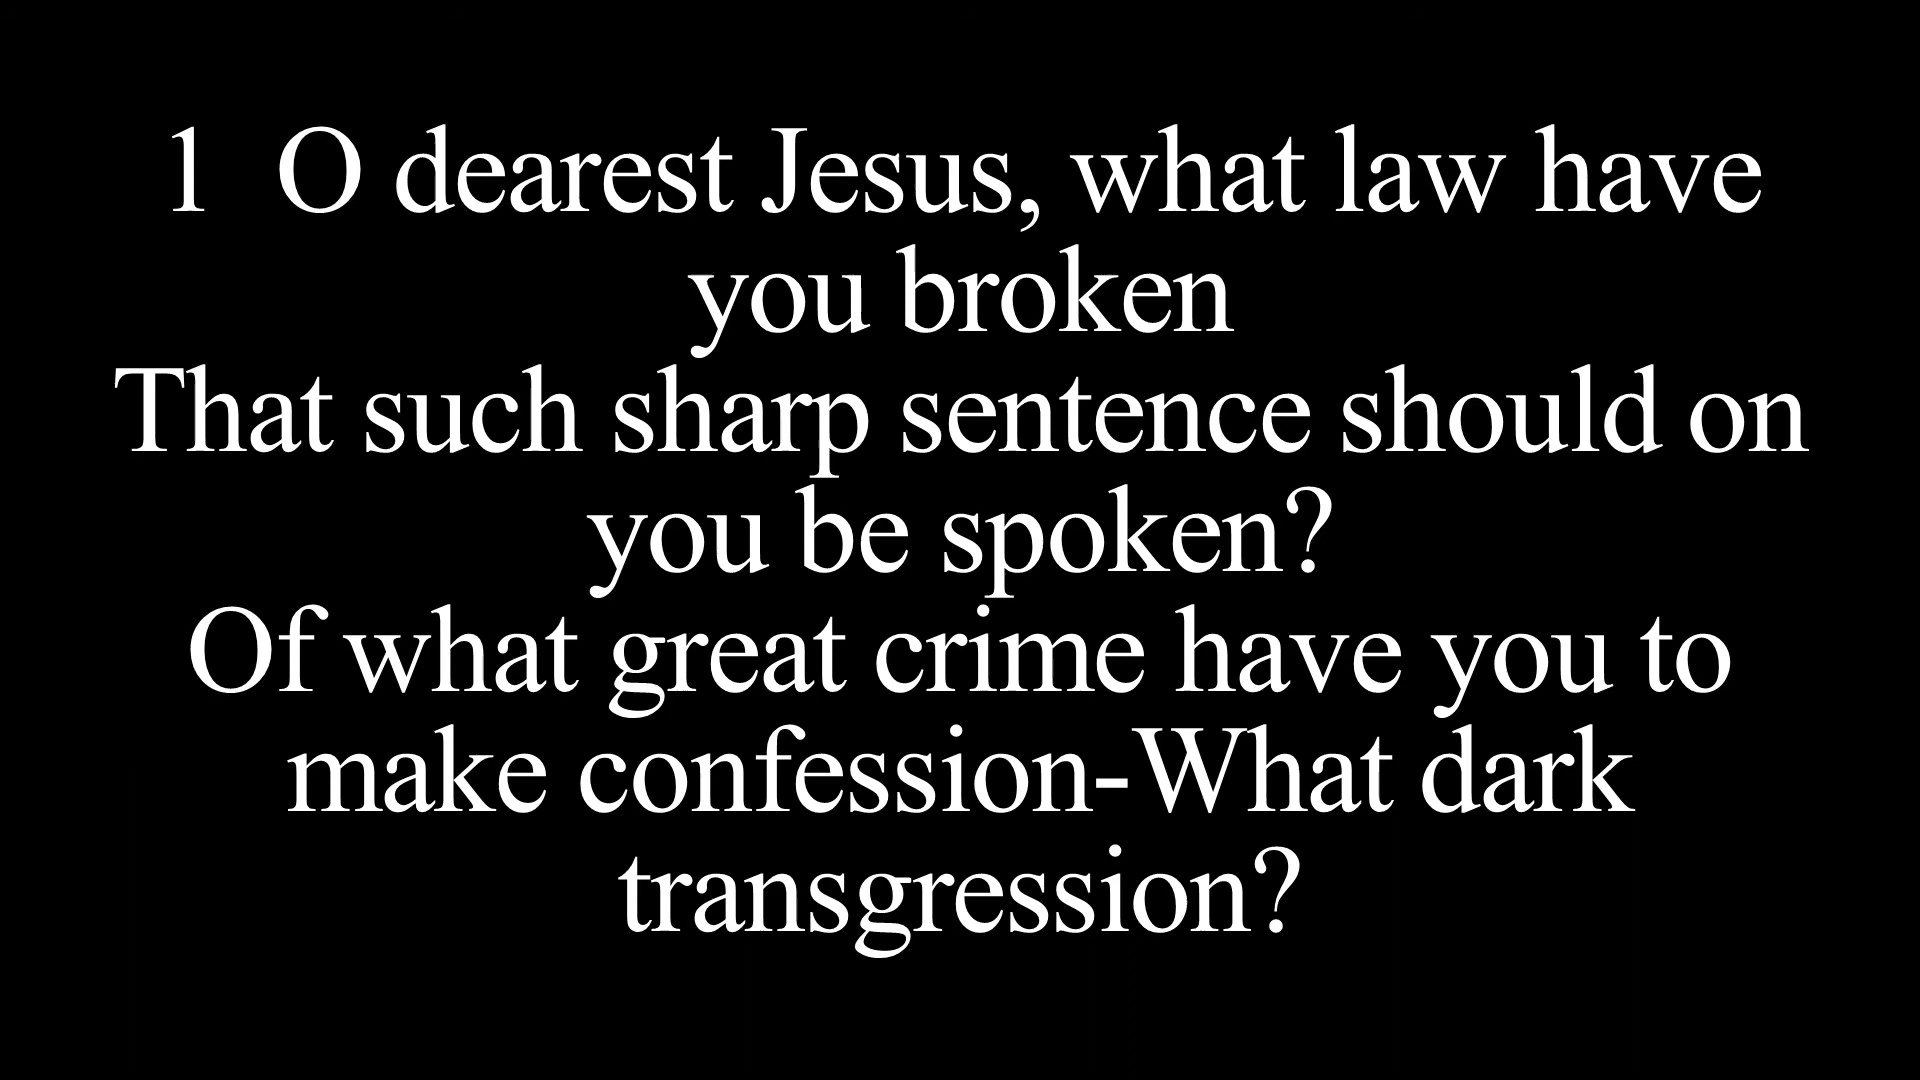 1  O dearest Jesus, what law have
you broken
That such sharp sentence should on
you be spoken?
Of what great crime have you to
make confession-What dark
transgression?